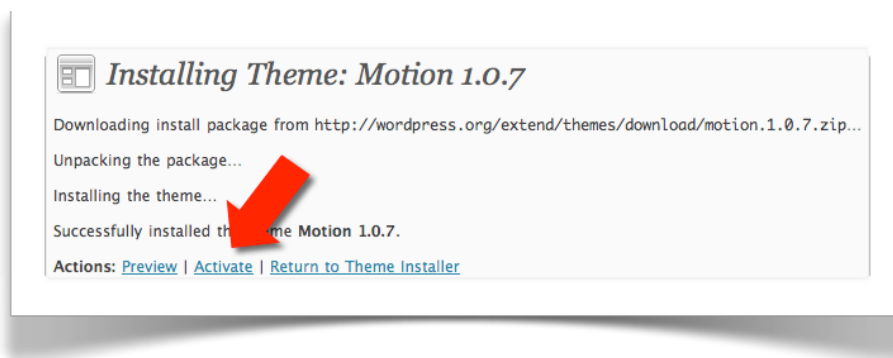 Installing Theme: Motion 1.0.7
Downloading install package from http://wordpress.org/extend/themes/download/motion.1.0.7.zip…
Unpacking the package…
Installing the theme…
Successfully installed th me Motion 1.0.7.
Actions: Preview | Activate | Return to Theme Installer